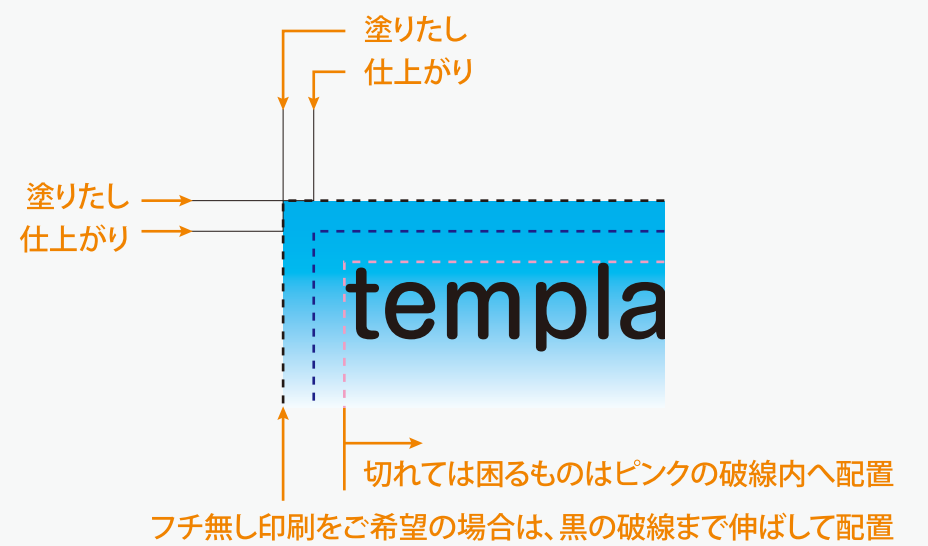 塗りたし
仕上がり
塗りたし
仕上がり
templa
切れては困るものはピンクの破線内へ配置
フチ無し印刷をご希望の場合は、黒の破線まで伸ばして配置